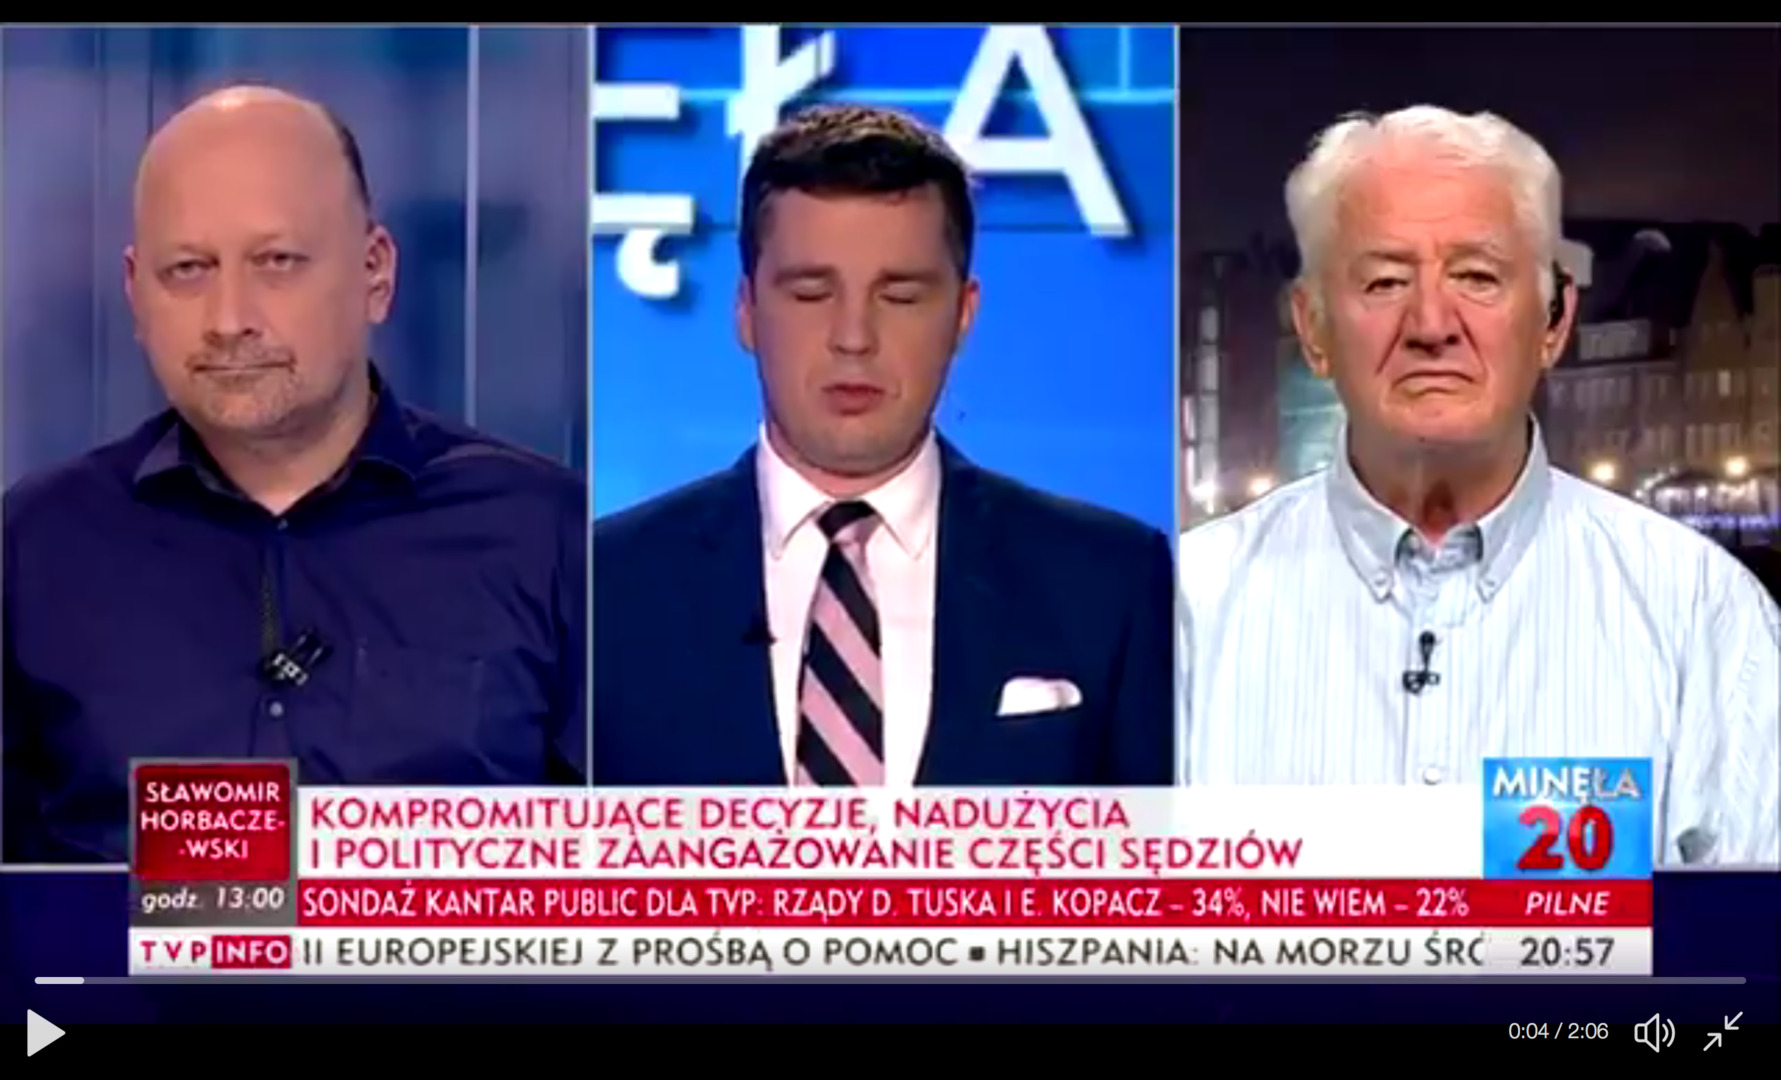 ĘŁA
SŁAWOMIR
HORBACZE-
-WSKI
godz. 13:00
KOMPROMITUJĄCE DECYZJE, NADUŻYCIA
I POLITYCZNE ZAANGAŻOWANIE CZĘŚCI SĘDZIÓW
MINĘŁA
20
SONDAŻ KANTAR PUBLIC DLA TVP: RZĄDY D. TUSKA I E. KOPACZ – 34%, NIE WIEM – 22%
PILNE
TVP INFO
II EUROPEJSKIEJ Z PROŚBĄ O POMOC ▪ HISZPANIA: NA MORZU ŚRÓ
20:57
0:04 / 2:06